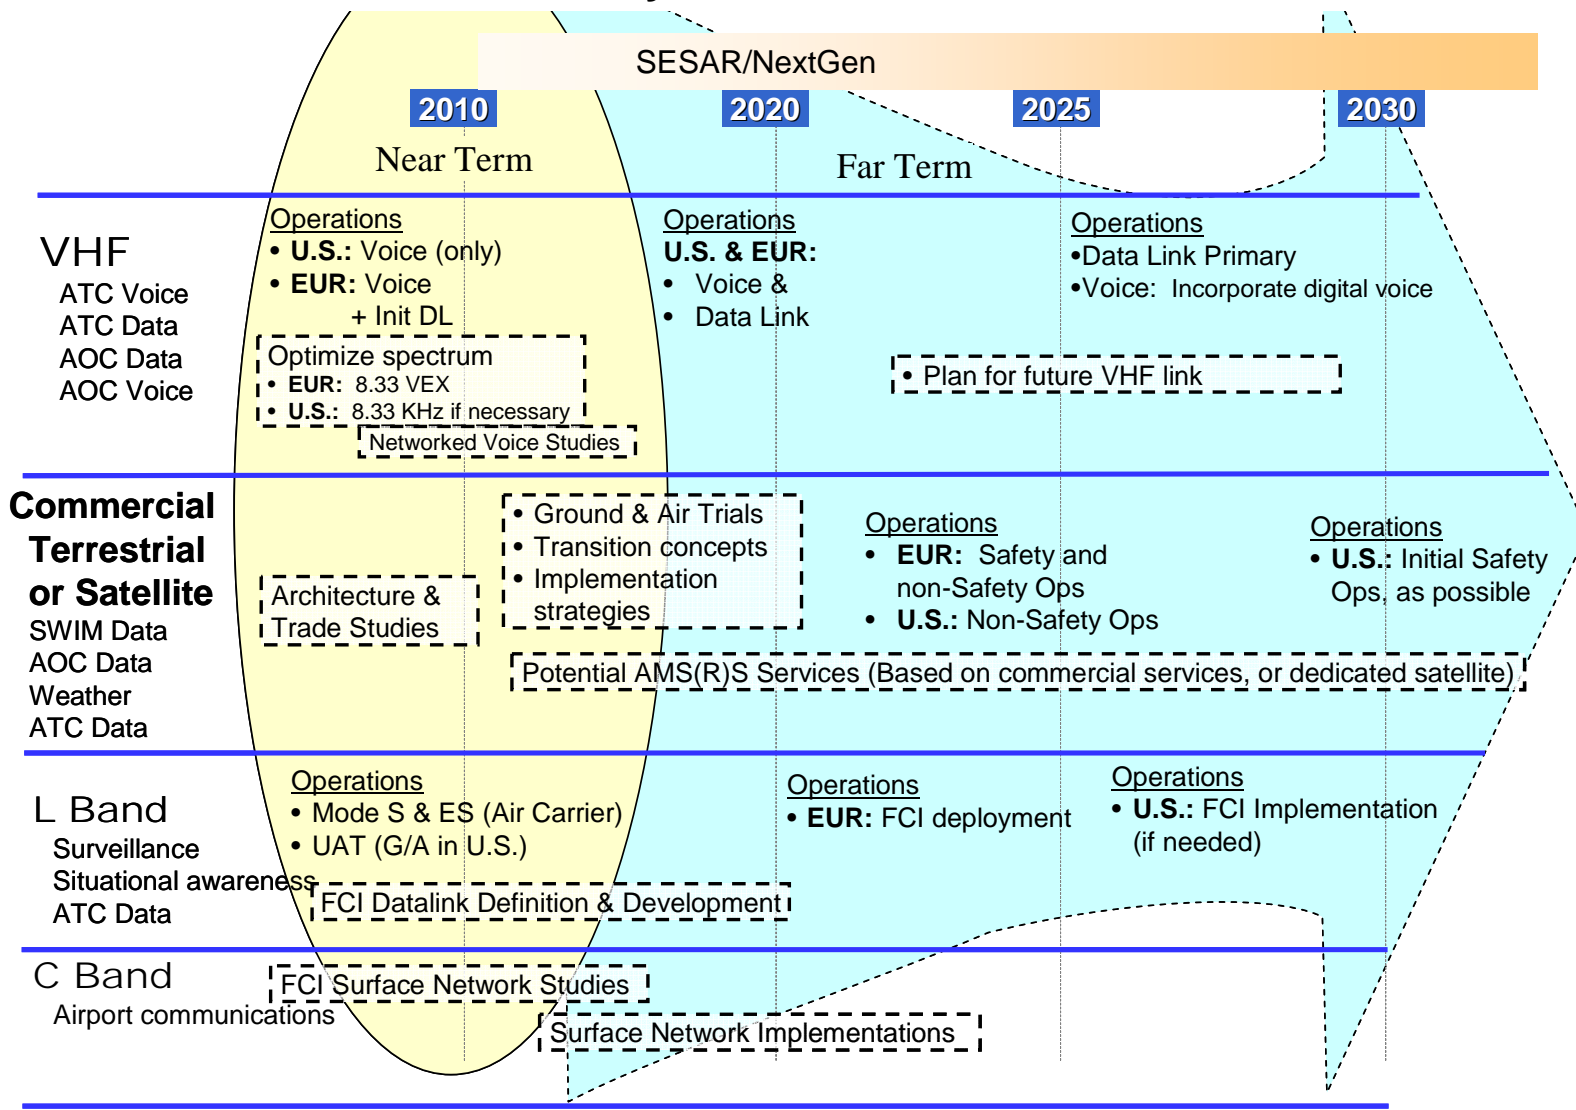 SESAR/NextGen
2010
2020
2025
2030
Near Term
Far Term
VHF
ATC Voice
ATC Data
AOC Data
AOC Voice
Operations
• U.S.: Voice (only)
• EUR: Voice
+ Init DL
Optimize spectrum
• EUR: 8.33 VEX
• U.S.: 8.33 KHz if necessary
Networked Voice Studies
Operations
U.S. & EUR:
• Voice &
• Data Link
Operations
•Data Link Primary
•Voice: Incorporate digital voice
• Plan for future VHF link
Commercial
Terrestrial
or Satellite
SWIM Data
AOC Data
Weather
ATC Data
Architecture &
Trade Studies
• Ground & Air Trials
• Transition concepts
• Implementation
strategies
Operations
• EUR: Safety and
non-Safety Ops
• U.S.: Non-Safety Ops
Operations
• U.S.: Initial Safety
Ops, as possible
Potential AMS(R)S Services (Based on commercial services, or dedicated satellite)
L Band
Surveillance
Situational awareness
ATC Data
Operations
• Mode S & ES (Air Carrier)
• UAT (G/A in U.S.)
FCI Datalink Definition & Development
Operations
• EUR: FCI deployment
Operations
• U.S.: FCI Implementation
(if needed)
C Band
Airport communications
FCI Surface Network Studies
Surface Network Implementations